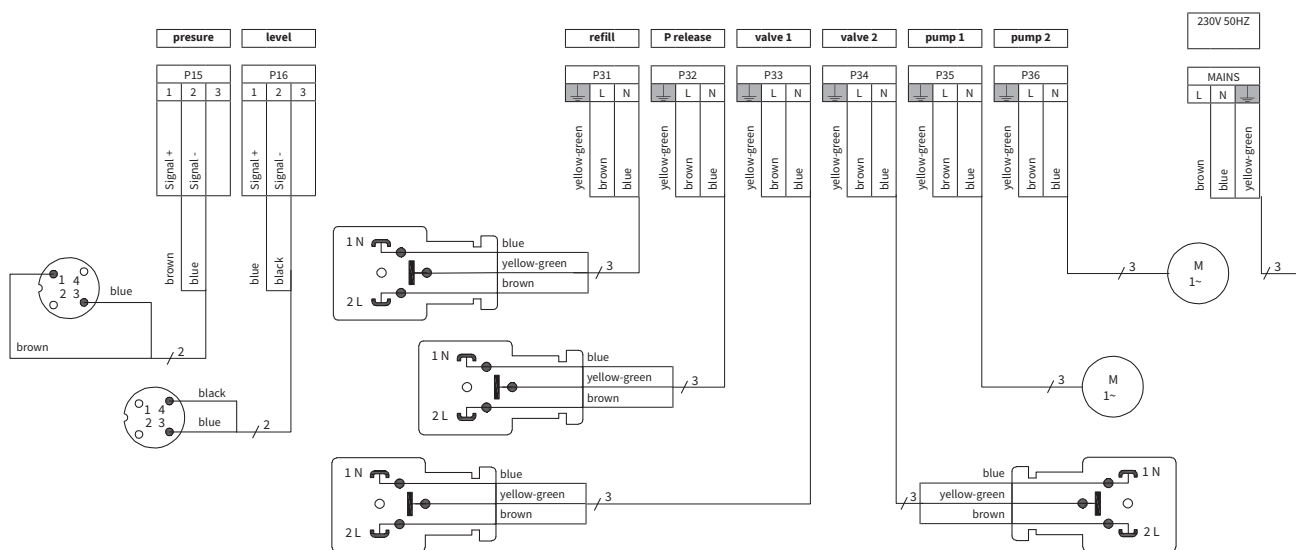 presure level refill P release valve 1 valve 2 pump 1 pump 2 230V 50HZ
P15 P16 P31 P32 P33 P34 P35 P36 MAINS
1 2 3 1 2 3 L N L N L N L N L N L N L N
Signal + Signal - Signal + Signal - yellow-green brown blue yellow-green brown blue yellow-green brown blue yellow-green brown blue yellow-green brown blue yellow-green brown blue brown blue yellow-green
brown blue blue black
1 N blue
yellow-green 3
brown
2 L
M
1~
3
3
1 4
2 3
blue
brown 2
1 N blue
yellow-green 3
brown
2 L
M
1~
3
1 4
2 3
black
blue 2
1 N blue
yellow-green 3
brown
2 L
blue 1 N
3 yellow-green
brown
2 L